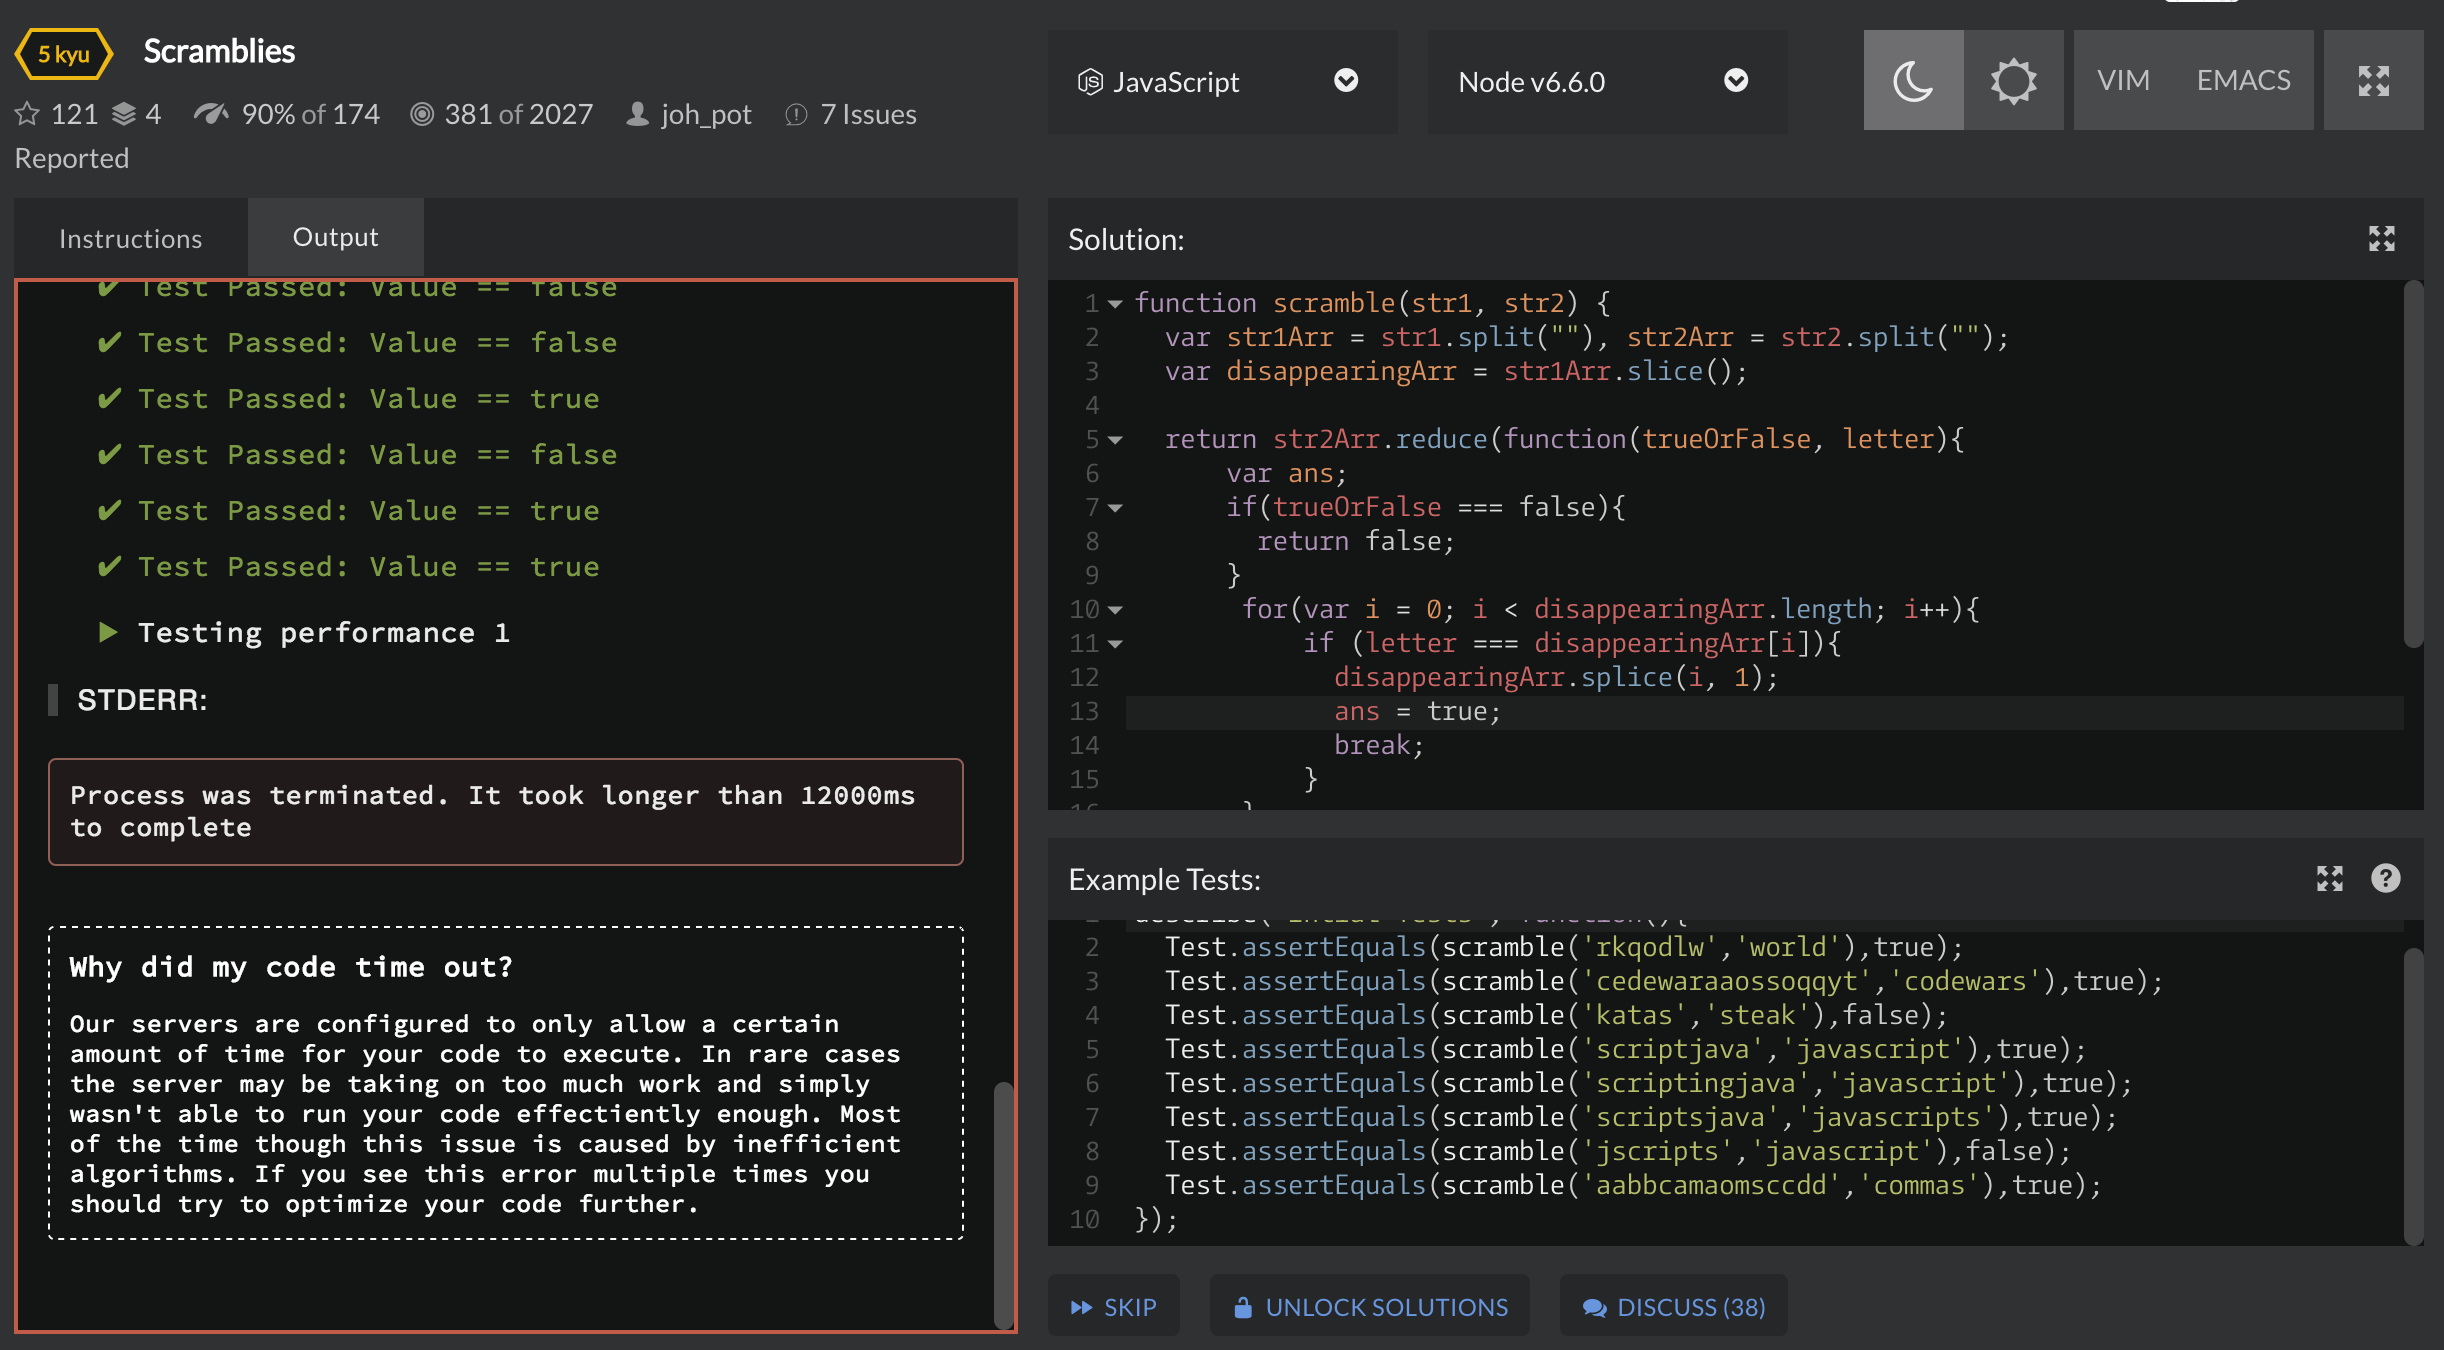 5 kyu Scramblies
121 4 90% of 174 381 of 2027 joh_pot 7 Issues
Reported
JavaScript
Node v6.6.0
VIM EMACS
Instructions Output
Test Passed: Value == false
✔ Test Passed: Value == false
✔ Test Passed: Value == true
✔ Test Passed: Value == false
✔ Test Passed: Value == true
✔ Test Passed: Value == true
Testing performance 1
STDERR:
Process was terminated. It took longer than 12000ms
to complete
Why did my code time out?
Our servers are configured to only allow a certain
amount of time for your code to execute. In rare cases
the server may be taking on too much work and simply
wasn't able to run your code effectiently enough. Most
of the time though this issue is caused by inefficient
algorithms. If you see this error multiple times you
should try to optimize your code further.
Solution:
1 function scramble(str1, str2) {
2 var str1Arr = str1.split(""), str2Arr = str2.split("");
3 var disappearingArr = str1Arr.slice();
4
5 return str2Arr.reduce(function(trueOrFalse, letter){
6 var ans;
7 if(trueOrFalse === false){
8 return false;
9 }
10 for(var i = 0; i < disappearingArr.length; i++){
11 if (letter === disappearingArr[i]){
12 disappearingArr.splice(i, 1);
13 ans = true;
14 break;
15 }
16 }
Example Tests:
2 Test.assertEquals(scramble('rkqodlw','world'),true);
3 Test.assertEquals(scramble('cedewaraaossoqqyt','codewars'),true);
4 Test.assertEquals(scramble('katas','steak'),false);
5 Test.assertEquals(scramble('scriptjava','javascript'),true);
6 Test.assertEquals(scramble('scriptingjava','javascript'),true);
7 Test.assertEquals(scramble('scriptsjava','javascripts'),true);
8 Test.assertEquals(scramble('jscripts','javascript'),false);
9 Test.assertEquals(scramble('aabbcamaomsccdd','commas'),true);
10 });
SKIP
UNLOCK SOLUTIONS
DISCUSS (38)